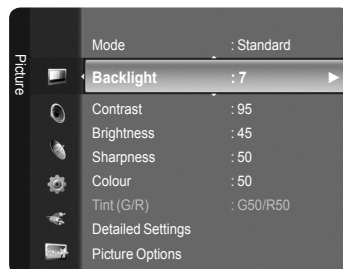 Picture
Mode : Standard
Backlight : 7
Contrast : 95
Brightness : 45
Sharpness : 50
Colour : 50
Tint (G/R) : G50/R50
Detailed Settings
Picture Options